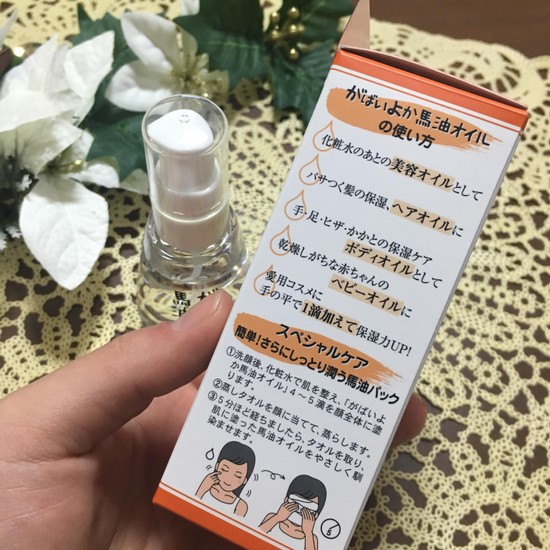 がばいよか馬油オイル
の使い方
化粧水のあとの美容オイルとして
パサつく髪の保湿、ヘアオイルに
手・足・ヒザ・かかとの保湿ケア
ボディオイルとして
乾燥しがちな赤ちゃんの
ベビーオイルに
愛用コスメに
手の平で1滴加えて保湿力UP!
スペシャルケア
簡単!さらにしっとり潤う馬油パック
①洗顔後、化粧水で肌を整え、「がばいよ
か馬油オイル」4~5滴を顔全体に塗
ります。
②蒸しタオルを顔に当てて、蒸らします。
③5分ほど経ちましたら、タオルを取り、
肌に塗った馬油オイルをやさしく馴
染ませます。